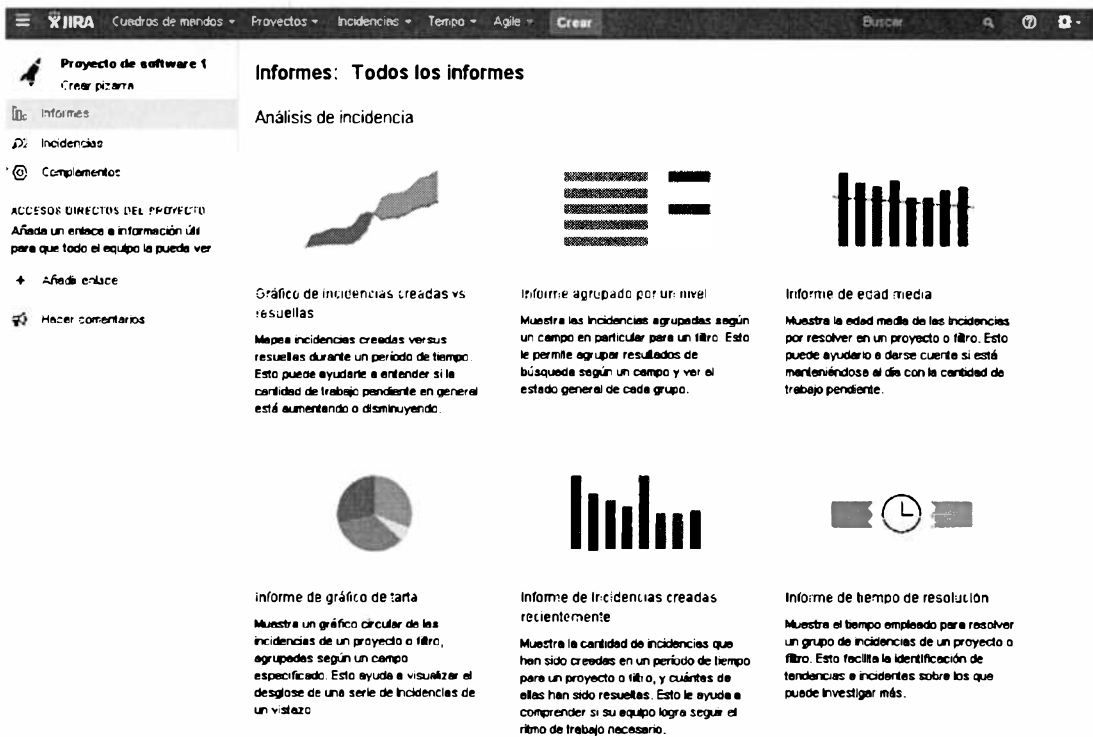 JIRA Cuadros de mandos Proyectos Incidencias Tempo Agile Crear Buscar
Proyecto de software 1
Crear pizarra
Informes
Incidencias
Complementos
ACCESOS DIRECTOS DEL PROYECTO
Añada un enlace a información útil
para que todo el equipo la pueda ver
+ Añadir enlace
Hacer comentarios
Informes: Todos los informes
Análisis de incidencia
Gráfico de incidencias creadas vs
resueltas
Mapea incidencias creadas versus
resueltas durante un período de tiempo.
Esto puede ayudarle a entender si la
cantidad de trabajo pendiente en general
está aumentando o disminuyendo.
Informe agrupado por un nivel
Muestra las incidencias agrupadas según
un campo en particular para un filtro. Esto
le permite agrupar resultados de
búsqueda según un campo y ver el
estado general de cada grupo.
Informe de edad media
Muestra la edad media de las incidencias
por resolver en un proyecto o filtro. Esto
puede ayudarlo a darse cuenta si está
manteniéndose al día con la cantidad de
trabajo pendiente.
Informe de gráfico de tarta
Muestra un gráfico circular de las
incidencias de un proyecto o filtro,
agrupadas según un campo
especificado. Esto ayuda a visualizar el
desglose de una serie de incidencias de
un vistazo
Informe de Incidencias creadas
recientemente
Muestra la cantidad de incidencias que
han sido creadas en un período de tiempo
para un proyecto o filtro, y cuántas de
ellas han sido resueltas. Esto le ayuda a
comprender si su equipo logra seguir el
ritmo de trabajo necesario.
Informe de tiempo de resolución
Muestra el tiempo empleado para resolver
un grupo de incidencias de un proyecto o
filtro. Esto facilita la identificación de
tendencias e incidentes sobre los que
puede investigar más.